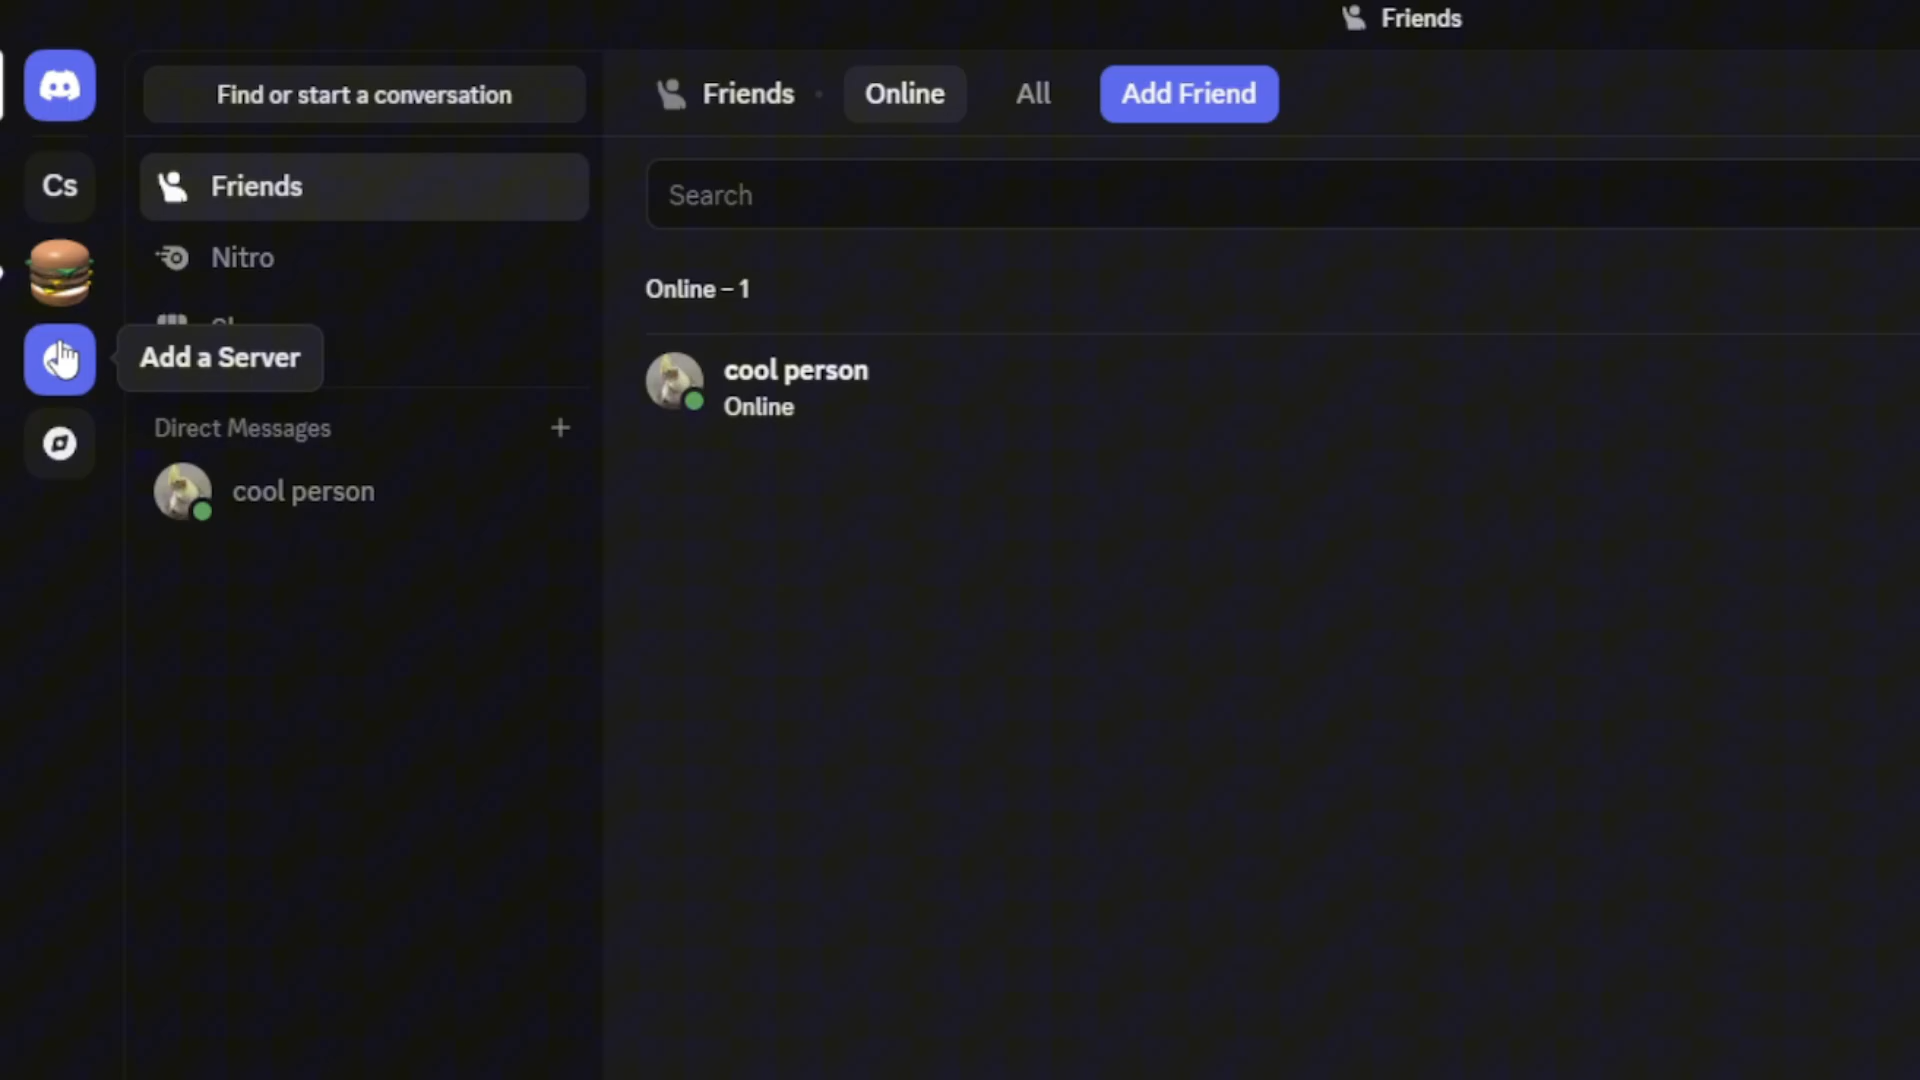 Friends
Find or start a conversation
Friends
Online
All
Add Friend
Cs
Friends
Search
Nitro
Online – 1
Add a Server
cool person
Online
Direct Messages
cool person